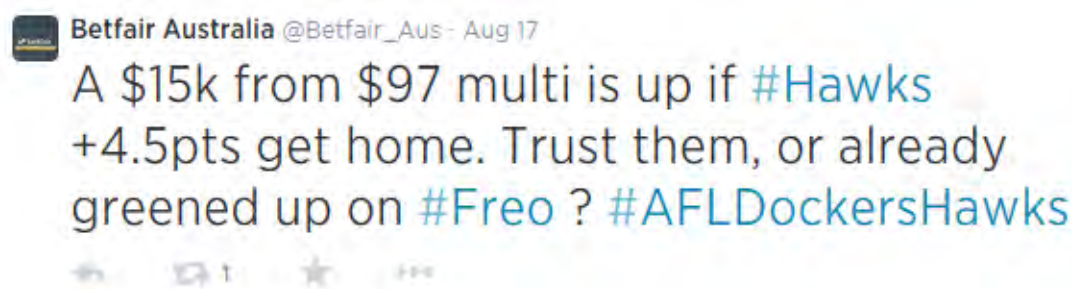 Betfair Australia @Betfair_Aus · Aug 17
A $15k from $97 multi is up if #Hawks
+4.5pts get home. Trust them, or already
greened up on #Freo ? #AFLDockersHawks
1